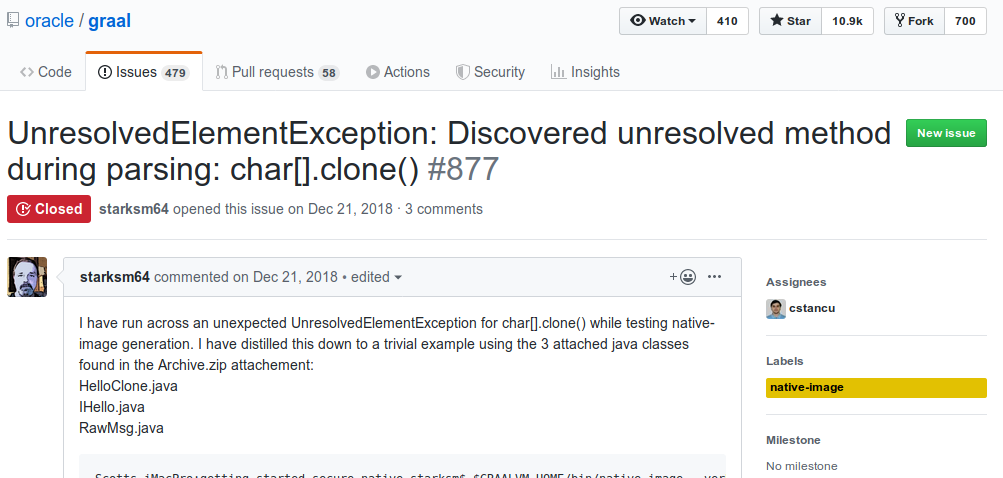 oracle / graal
Watch 410 Star 10.9k Fork 700
Code Issues 479 Pull requests 58 Actions Security Insights
UnresolvedElementException: Discovered unresolved method
during parsing: char[].clone() #877
New issue
Closed starksm64 opened this issue on Dec 21, 2018 · 3 comments
starksm64 commented on Dec 21, 2018 • edited
I have run across an unexpected UnresolvedElementException for char[].clone() while testing native-
image generation. I have distilled this down to a trivial example using the 3 attached java classes
found in the Archive.zip attachement:
HelloClone.java
IHello.java
RawMsg.java
Assignees
cstancu
Labels
native-image
Milestone
No milestone